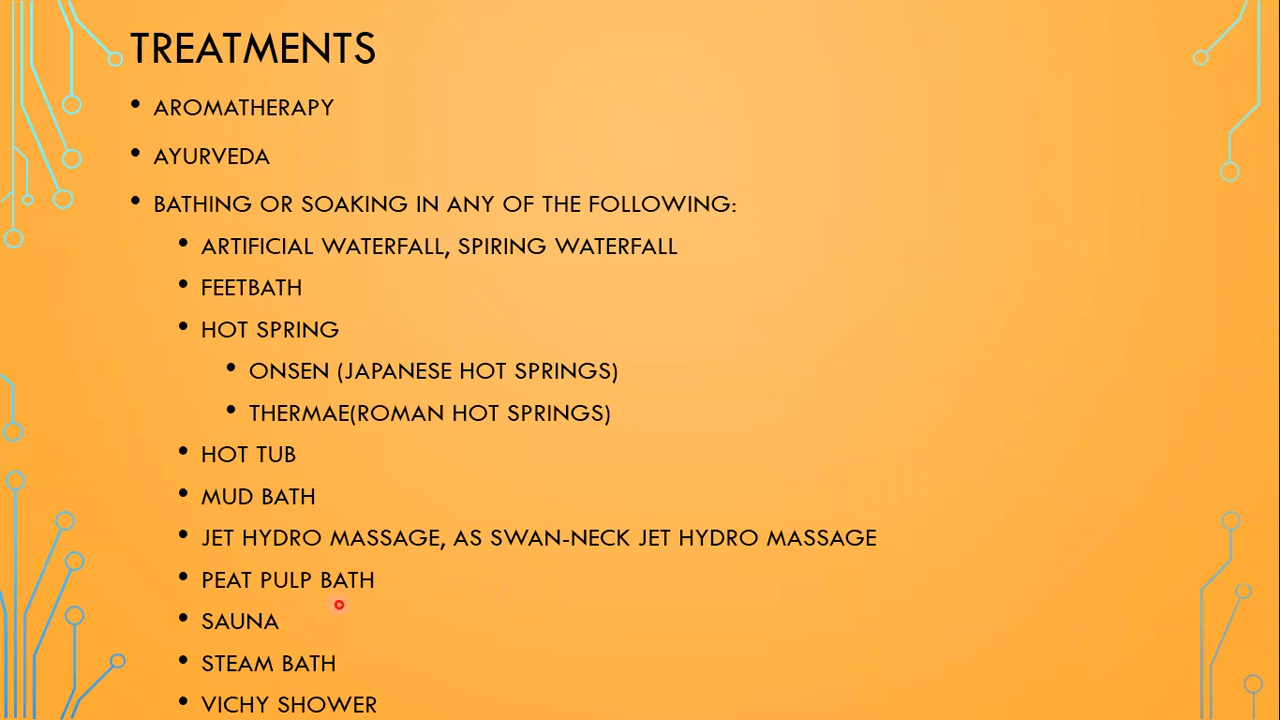 TREATMENTS
• AROMATHERAPY
• AYURVEDA
• BATHING OR SOAKING IN ANY OF THE FOLLOWING:
• ARTIFICIAL WATERFALL, SPIRING WATERFALL
• FEETBATH
• HOT SPRING
• ONSEN (JAPANESE HOT SPRINGS)
• THERMAE(ROMAN HOT SPRINGS)
• HOT TUB
• MUD BATH
• JET HYDRO MASSAGE, AS SWAN-NECK JET HYDRO MASSAGE
• PEAT PULP BATH
• SAUNA
• STEAM BATH
• VICHY SHOWER